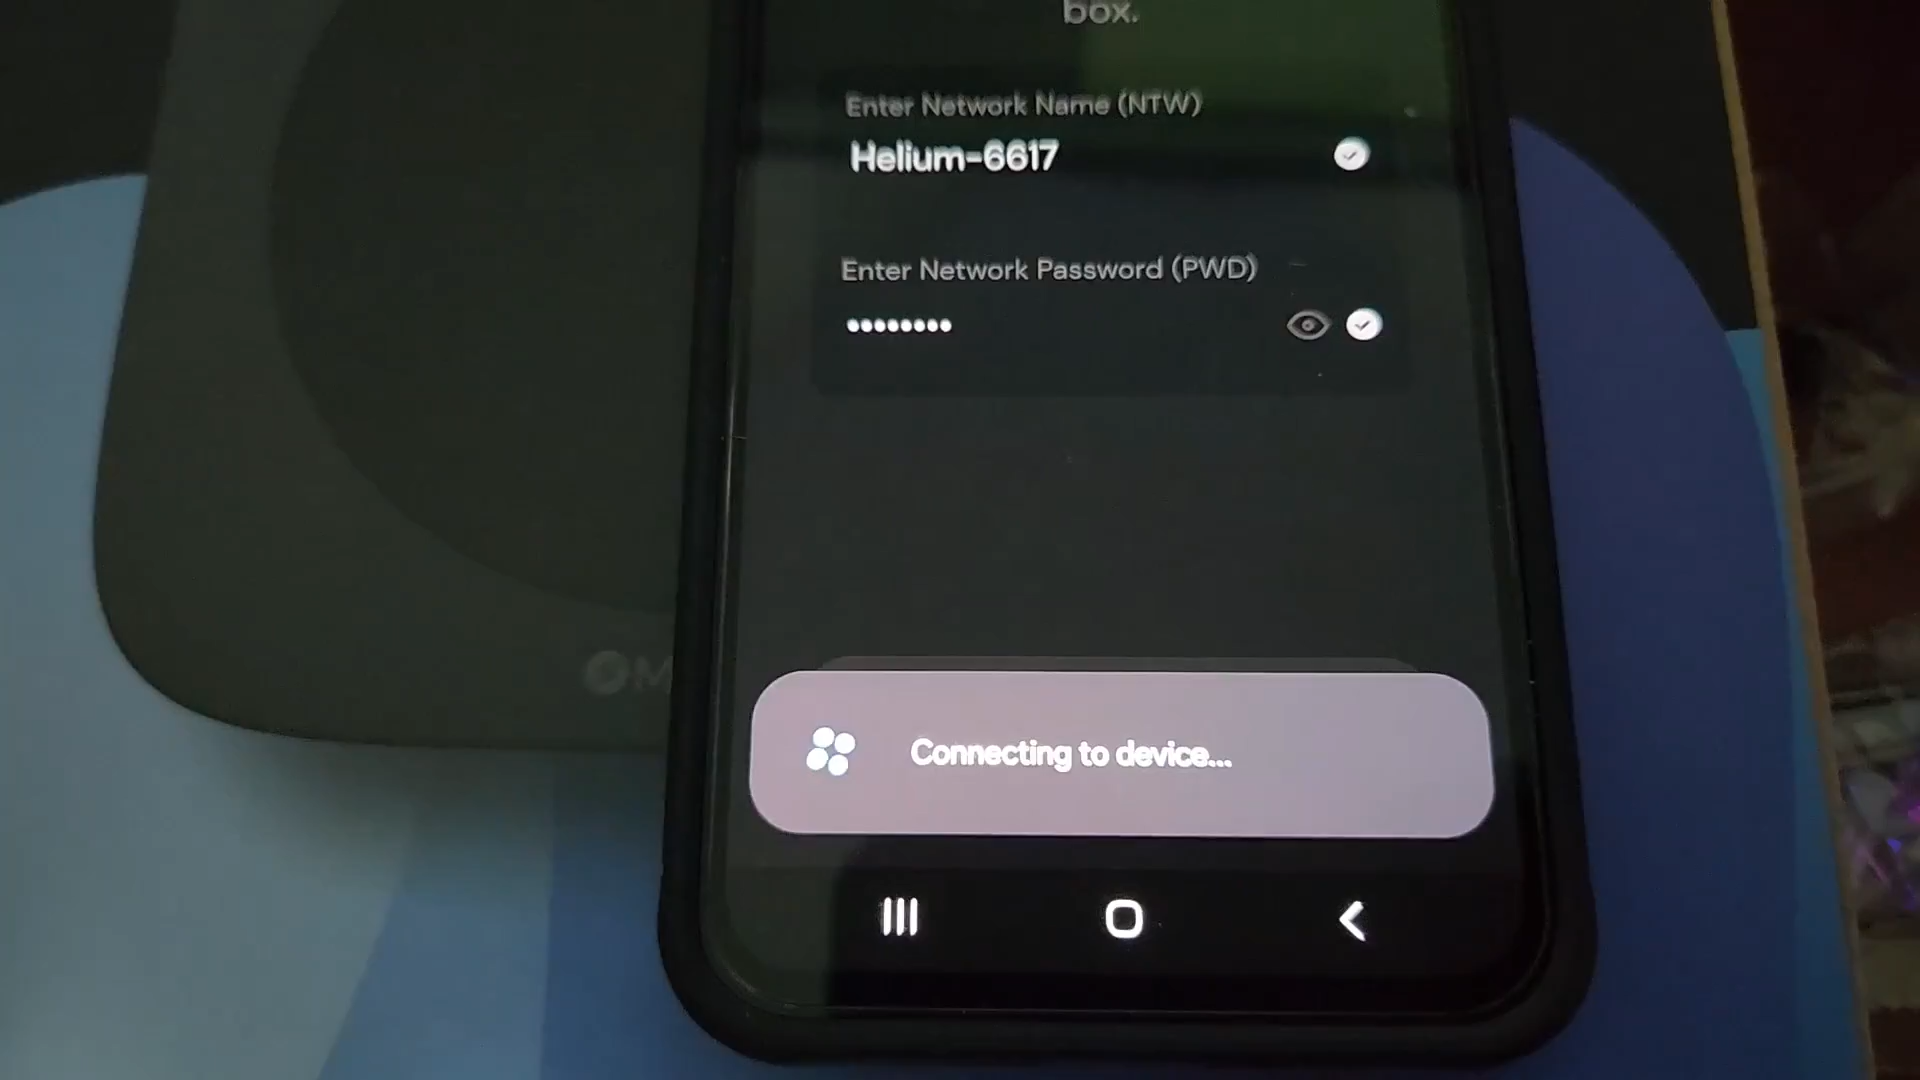 box.
Enter Network Name (NTW)
Helium-6617
Enter Network Password (PWD)
••••••••
Connecting to device...